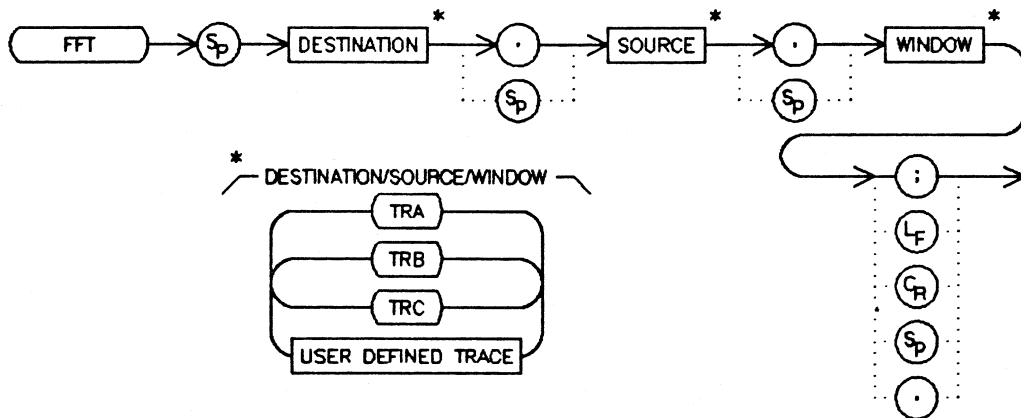 FFT Sp DESTINATION * . SOURCE * . WINDOW *
Sp Sp
* DESTINATION/SOURCE/WINDOW
;
TRA
LF
TRB
CR
TRC
Sp
USER DEFINED TRACE
.